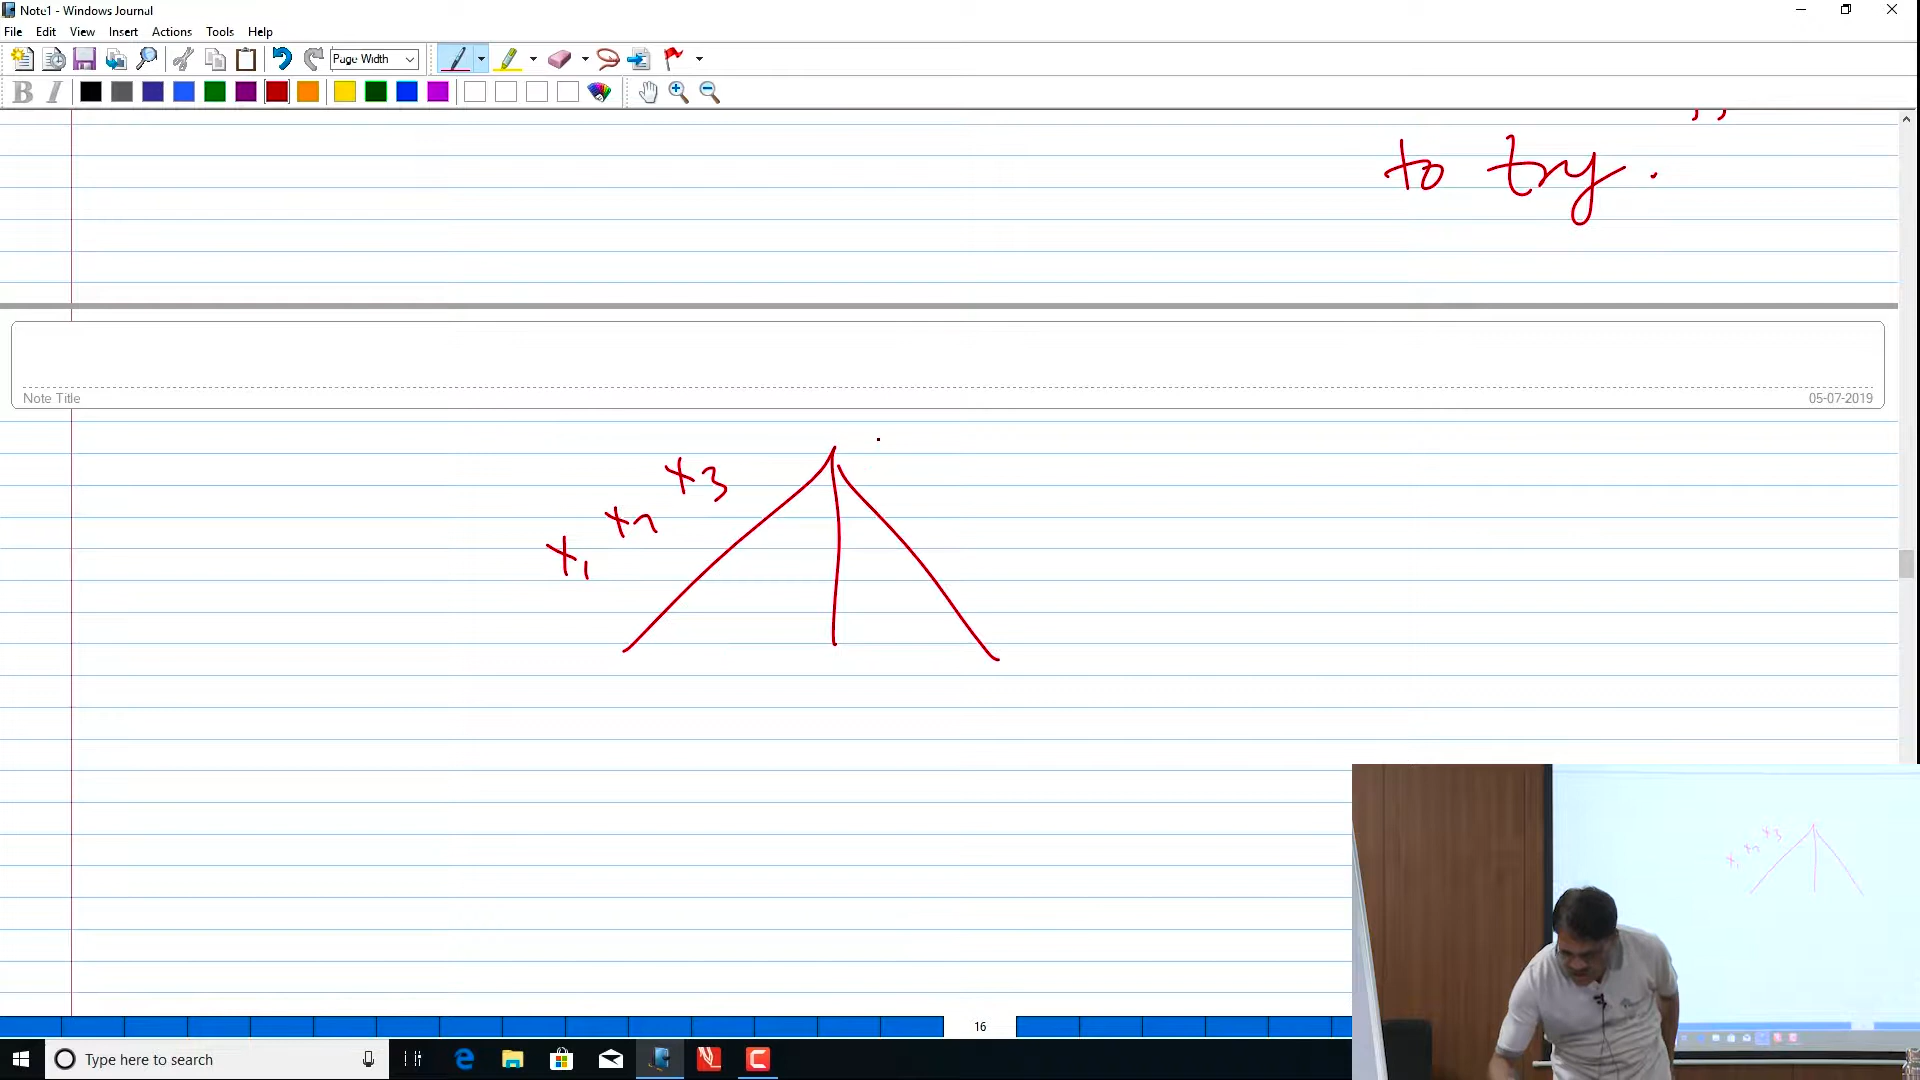 Note1 - Windows Journal
File Edit View Insert Actions Tools Help
Page Width
B I
to try.
Note Title
05-07-2019
x3
x2
x1
16
Type here to search